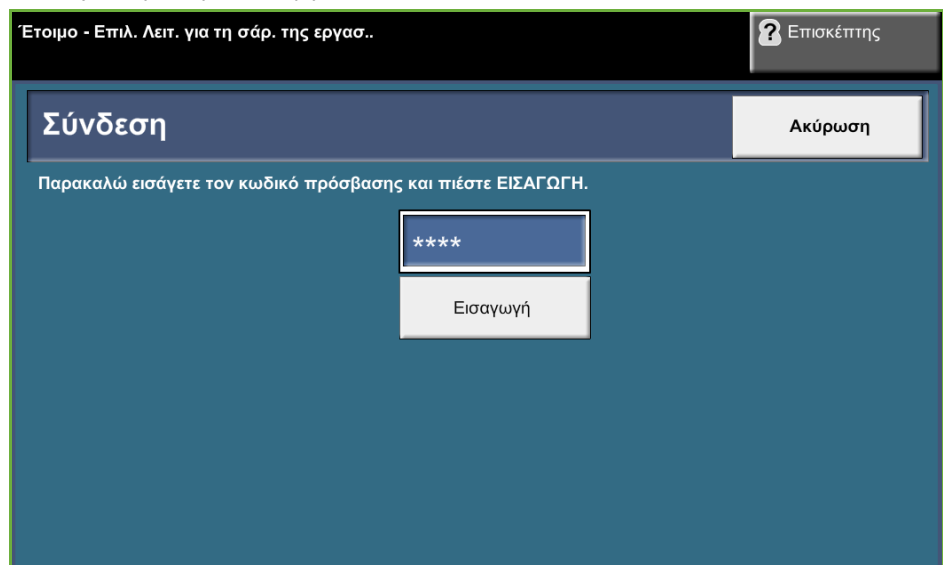 Έτοιμο - Επιλ. Λειτ. για τη σάρ. της εργασ..
? Επισκέπτης
Σύνδεση
Ακύρωση
Παρακαλώ εισάγετε τον κωδικό πρόσβασης και πιέστε ΕΙΣΑΓΩΓΗ.
****
Εισαγωγή